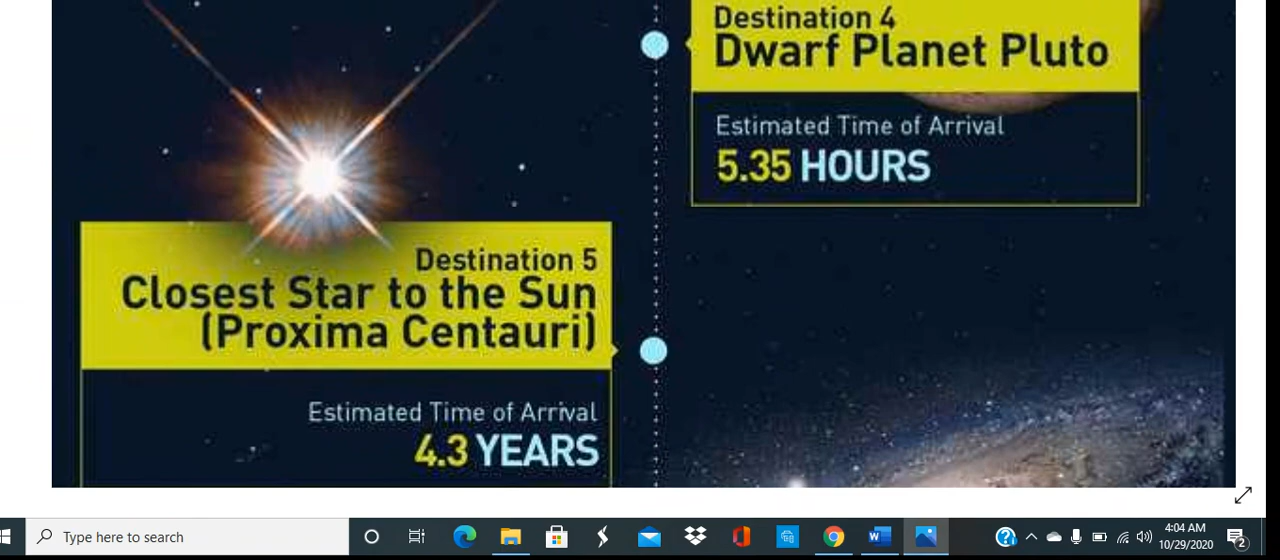 Destination 4
Dwarf Planet Pluto
Estimated Time of Arrival
5.35 HOURS
Destination 5
Closest Star to the Sun
(Proxima Centauri)
Estimated Time of Arrival
4.3 YEARS
Type here to search
4:04 AM
10/29/2020
2